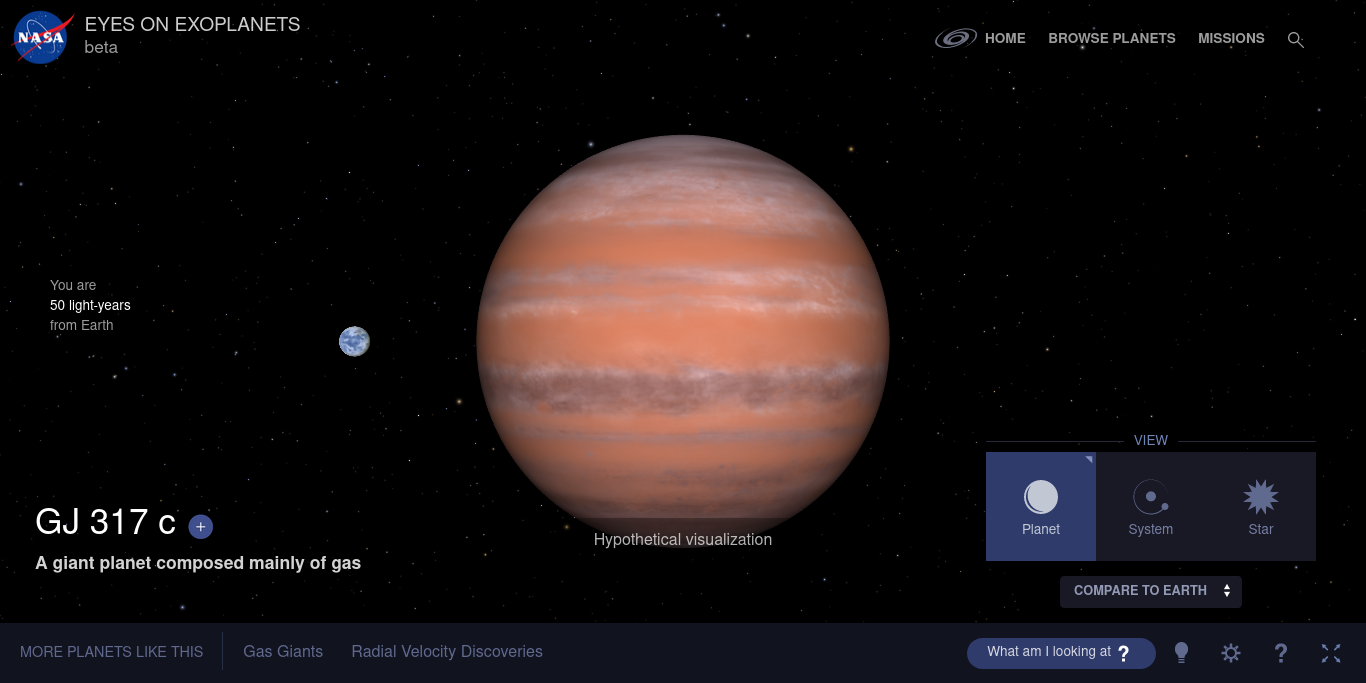 NASA
EYES ON EXOPLANETS
beta
HOME
BROWSE PLANETS
MISSIONS
You are
50 light-years
from Earth
GJ 317 c +
A giant planet composed mainly of gas
Hypothetical visualization
VIEW
Planet
System
Star
COMPARE TO EARTH
MORE PLANETS LIKE THIS
Gas Giants
Radial Velocity Discoveries
What am I looking at ?
?